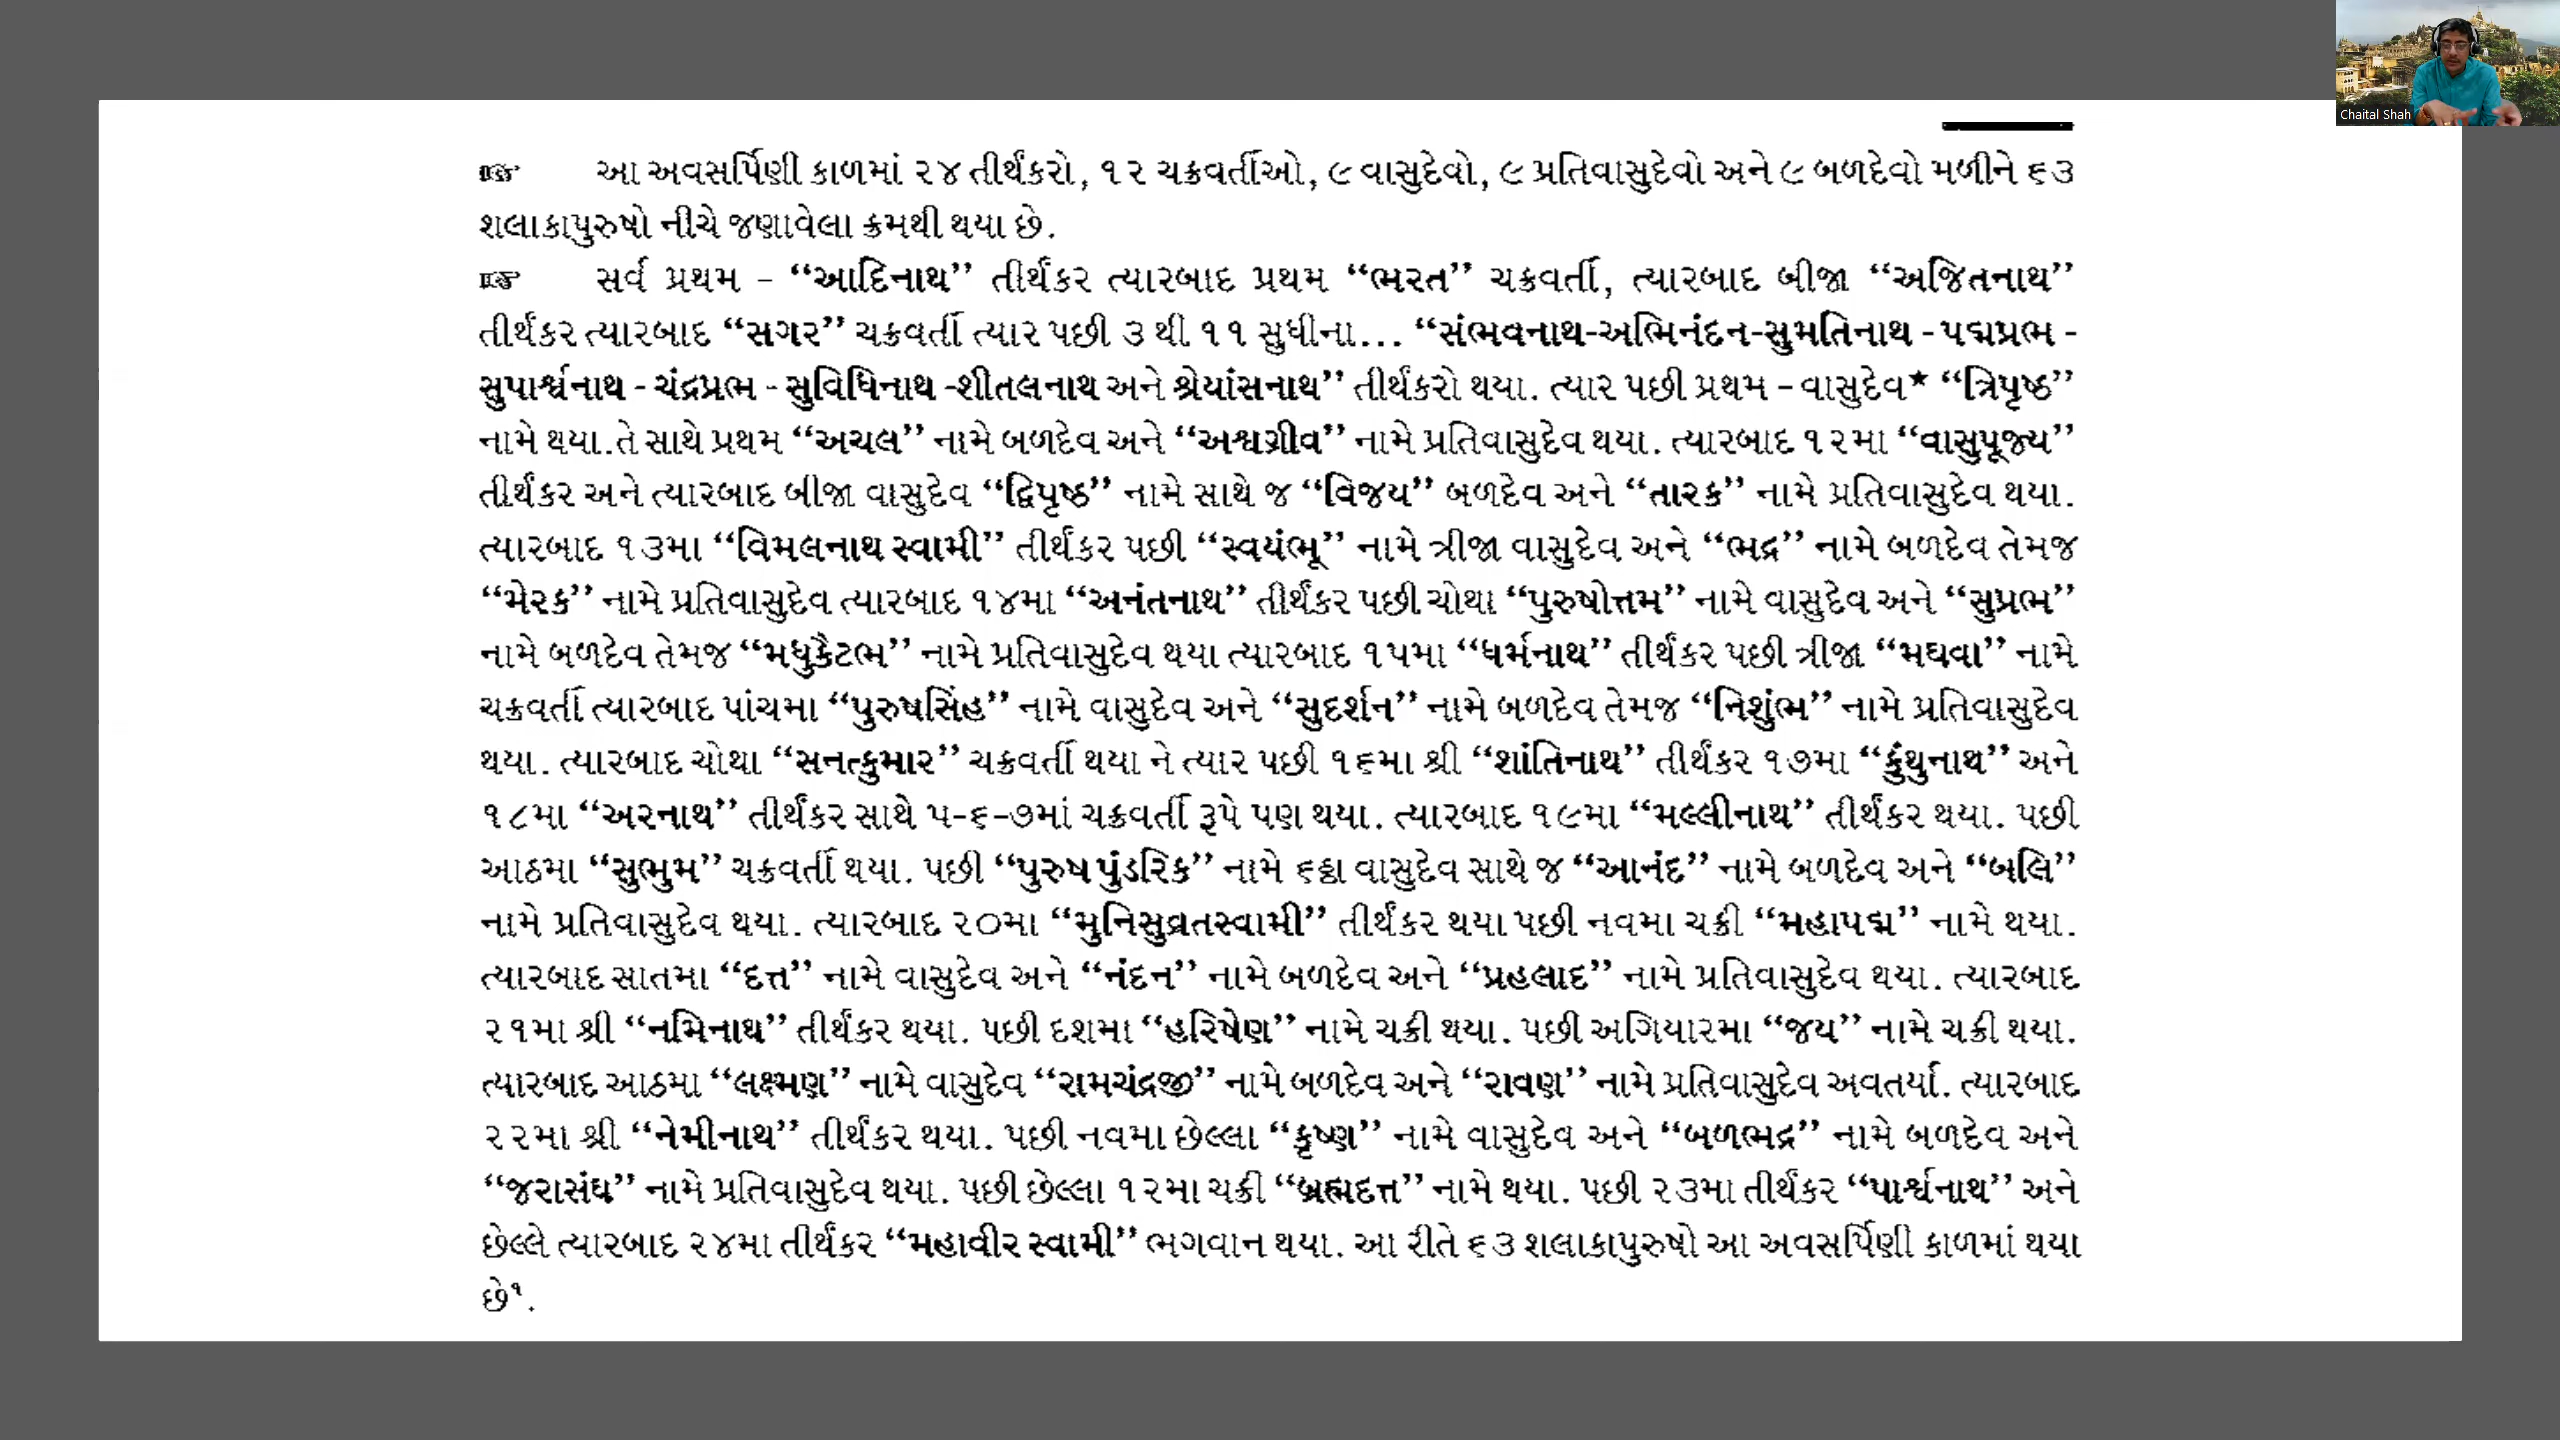 Chaital Shah
☞ આ અવસર્પિણી કાળમાં ૨૪ તીર્થંકરો, ૧૨ ચક્રવર્તીઓ, ૯ વાસુદેવો, ૯ પ્રતિવાસુદેવો અને ૯ બળદેવો મળીને ૬૩
શલાકાપુરુષો નીચે જણાવેલા ક્રમથી થયા છે.
☞ સર્વ પ્રથમ - “આદિનાથ” તીર્થંકર ત્યારબાદ પ્રથમ “ભરત” ચક્રવર્તી, ત્યારબાદ બીજા “અજિતનાથ”
તીર્થંકર ત્યારબાદ “સગર” ચક્રવર્તી ત્યાર પછી ૩ થી ૧૧ સુધીના... “સંભવનાથ-અભિનંદન-સુમતિનાથ - પદ્મપ્રભ -
સુપાર્શ્વનાથ - ચંદ્રપ્રભ - સુવિધિનાથ -શીતલનાથ અને શ્રેયાંસનાથ” તીર્થંકરો થયા. ત્યાર પછી પ્રથમ - વાસુદેવ★ “ત્રિપૃષ્ઠ”
નામે થયા.તે સાથે પ્રથમ “અચલ” નામે બળદેવ અને “અશ્વગ્રીવ” નામે પ્રતિવાસુદેવ થયા. ત્યારબાદ ૧૨મા “વાસુપૂજ્ય”
તીર્થંકર અને ત્યારબાદ બીજા વાસુદેવ “દ્વિપૃષ્ઠ” નામે સાથે જ “વિજય” બળદેવ અને “તારક” નામે પ્રતિવાસુદેવ થયા.
ત્યારબાદ ૧૩મા “વિમલનાથ સ્વામી” તીર્થંકર પછી “સ્વયંભૂ” નામે ત્રીજા વાસુદેવ અને “ભદ્ર” નામે બળદેવ તેમજ
“મેરક” નામે પ્રતિવાસુદેવ ત્યારબાદ ૧૪મા “અનંતનાથ” તીર્થંકર પછી ચોથા “પુરુષોત્તમ” નામે વાસુદેવ અને “સુપ્રભ”
નામે બળદેવ તેમજ “મધુકૈટભ” નામે પ્રતિવાસુદેવ થયા ત્યારબાદ ૧૫મા “ધર્મનાથ” તીર્થંકર પછી ત્રીજા “મઘવા” નામે
ચક્રવર્તી ત્યારબાદ પાંચમા “પુરુષસિંહ” નામે વાસુદેવ અને “સુદર્શન” નામે બળદેવ તેમજ “નિશુંભ” નામે પ્રતિવાસુદેવ
થયા. ત્યારબાદ ચોથા “સનત્કુમાર” ચક્રવર્તી થયા ને ત્યાર પછી ૧૬મા શ્રી “શાંતિનાથ” તીર્થંકર ૧૭મા “કુંથુનાથ” અને
૧૮મા “અરનાથ” તીર્થંકર સાથે ૫-૬-૭માં ચક્રવર્તી રૂપે પણ થયા. ત્યારબાદ ૧૯મા “મલ્લીનાથ” તીર્થંકર થયા. પછી
આઠમા “સુભુમ” ચક્રવર્તી થયા. પછી “પુરુષ પુંડરિક” નામે ૬ઠ્ઠા વાસુદેવ સાથે જ “આનંદ” નામે બળદેવ અને “બલિ”
નામે પ્રતિવાસુદેવ થયા. ત્યારબાદ ૨૦મા “મુનિસુવ્રતસ્વામી” તીર્થંકર થયા પછી નવમા ચક્રી “મહાપદ્મ” નામે થયા.
ત્યારબાદ સાતમા “દત્ત” નામે વાસુદેવ અને “નંદન” નામે બળદેવ અને “પ્રહલાદ” નામે પ્રતિવાસુદેવ થયા. ત્યારબાદ
૨૧મા શ્રી “નમિનાથ” તીર્થંકર થયા. પછી દશમા “હરિષેણ” નામે ચક્રી થયા. પછી અગિયારમા “જય” નામે ચક્રી થયા.
ત્યારબાદ આઠમા “લક્ષ્મણ” નામે વાસુદેવ “રામચંદ્રજી” નામે બળદેવ અને “રાવણ” નામે પ્રતિવાસુદેવ અવતર્યા. ત્યારબાદ
૨૨મા શ્રી “નેમીનાથ” તીર્થંકર થયા. પછી નવમા છેલ્લા “કૃષ્ણ” નામે વાસુદેવ અને “બળભદ્ર” નામે બળદેવ અને
“જરાસંઘ” નામે પ્રતિવાસુદેવ થયા. પછી છેલ્લા ૧૨મા ચક્રી “બ્રહ્મદત્ત” નામે થયા. પછી ૨૩મા તીર્થંકર “પાર્શ્વનાથ” અને
છેલ્લે ત્યારબાદ ૨૪મા તીર્થંકર “મહાવીર સ્વામી” ભગવાન થયા. આ રીતે ૬૩ શલાકાપુરુષો આ અવસર્પિણી કાળમાં થયા
છે૧.